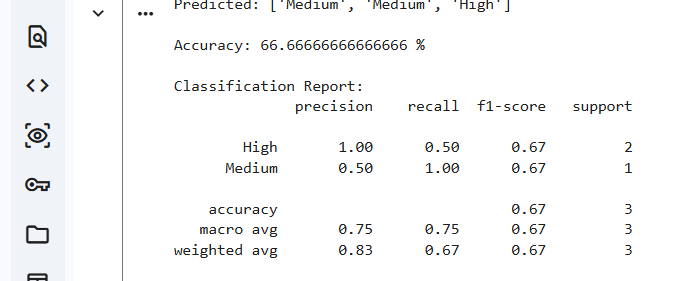 Predicted: ['Medium', 'Medium', 'High']
Accuracy: 66.66666666666666 %
Classification Report:
precision recall f1-score support
High 1.00 0.50 0.67 2
Medium 0.50 1.00 0.67 1
accuracy 0.67 3
macro avg 0.75 0.75 0.67 3
weighted avg 0.83 0.67 0.67 3